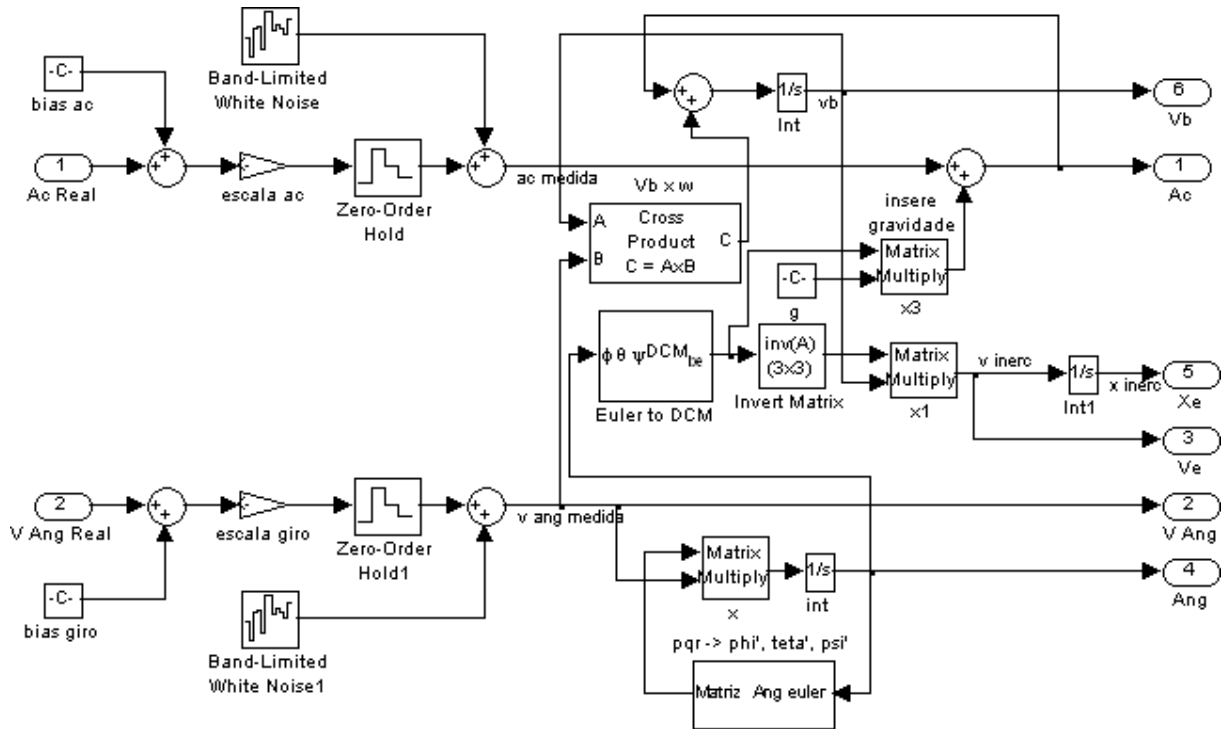 -C-
bias ac
Band-Limited
White Noise
1
Ac Real
+
+
-
escala ac
Zero-Order
Hold
+
+
ac medida
+
+
1/s
Int
vb
6
Vb
Vb x w
A
B
Cross
Product
C = AxB
C
+
+
1
Ac
insere
gravidade
-C-
g
Matrix
Multiply
x3
ϕ θ ψ DCM be
Euler to DCM
inv(A)
(3x3)
Invert Matrix
Matrix
Multiply
x1
v inerc
1/s
Int1
x inerc
5
Xe
3
Ve
2
V Ang Real
+
+
-
escala giro
Zero-Order
Hold1
+
+
v ang medida
2
V Ang
-C-
bias giro
Band-Limited
White Noise1
Matrix
Multiply
x
1/s
int
4
Ang
pqr -> phi', teta', psi'
Matriz Ang euler